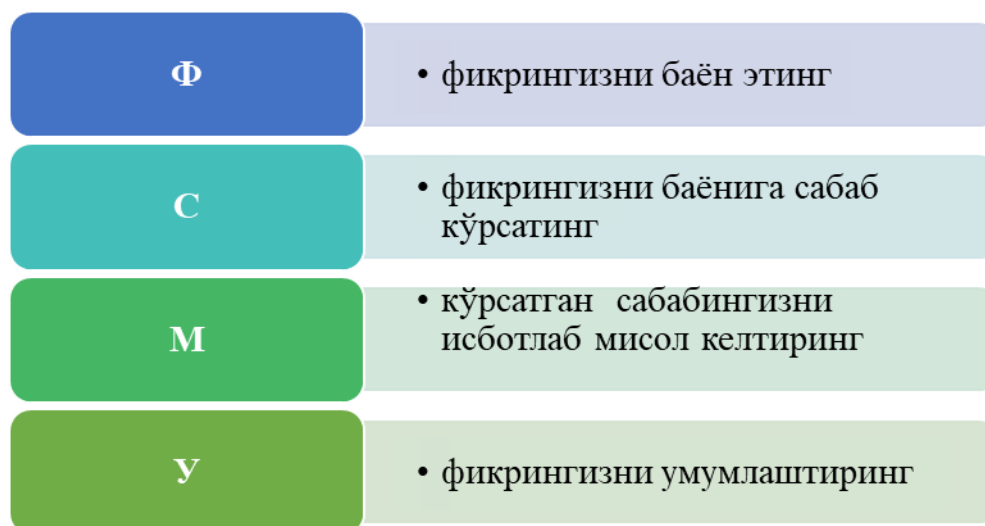 Ф
• фикрингизни баён этинг
С
• фикрингизни баёнига сабаб
кўрсатинг
М
• кўрсатган сабабингизни
исботлаб мисол келтиринг
У
• фикрингизни умумлаштиринг